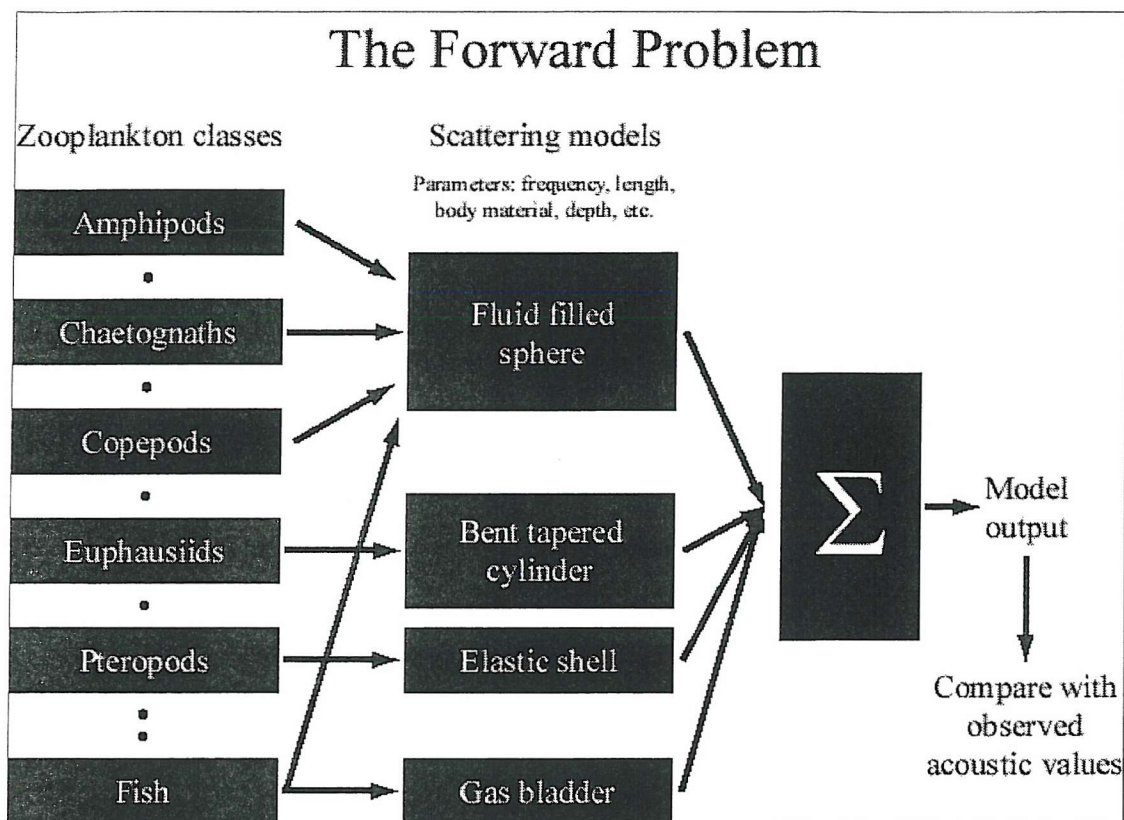 The Forward Problem
Zooplankton classes
Scattering models
Parameters: frequency, length,
body material, depth, etc.
Amphipods
Chaetognaths
Copepods
Euphausiids
Pteropods
Fish
Fluid filled
sphere
Bent tapered
cylinder
Elastic shell
Gas bladder
Σ
Model
output
Compare with
observed
acoustic values